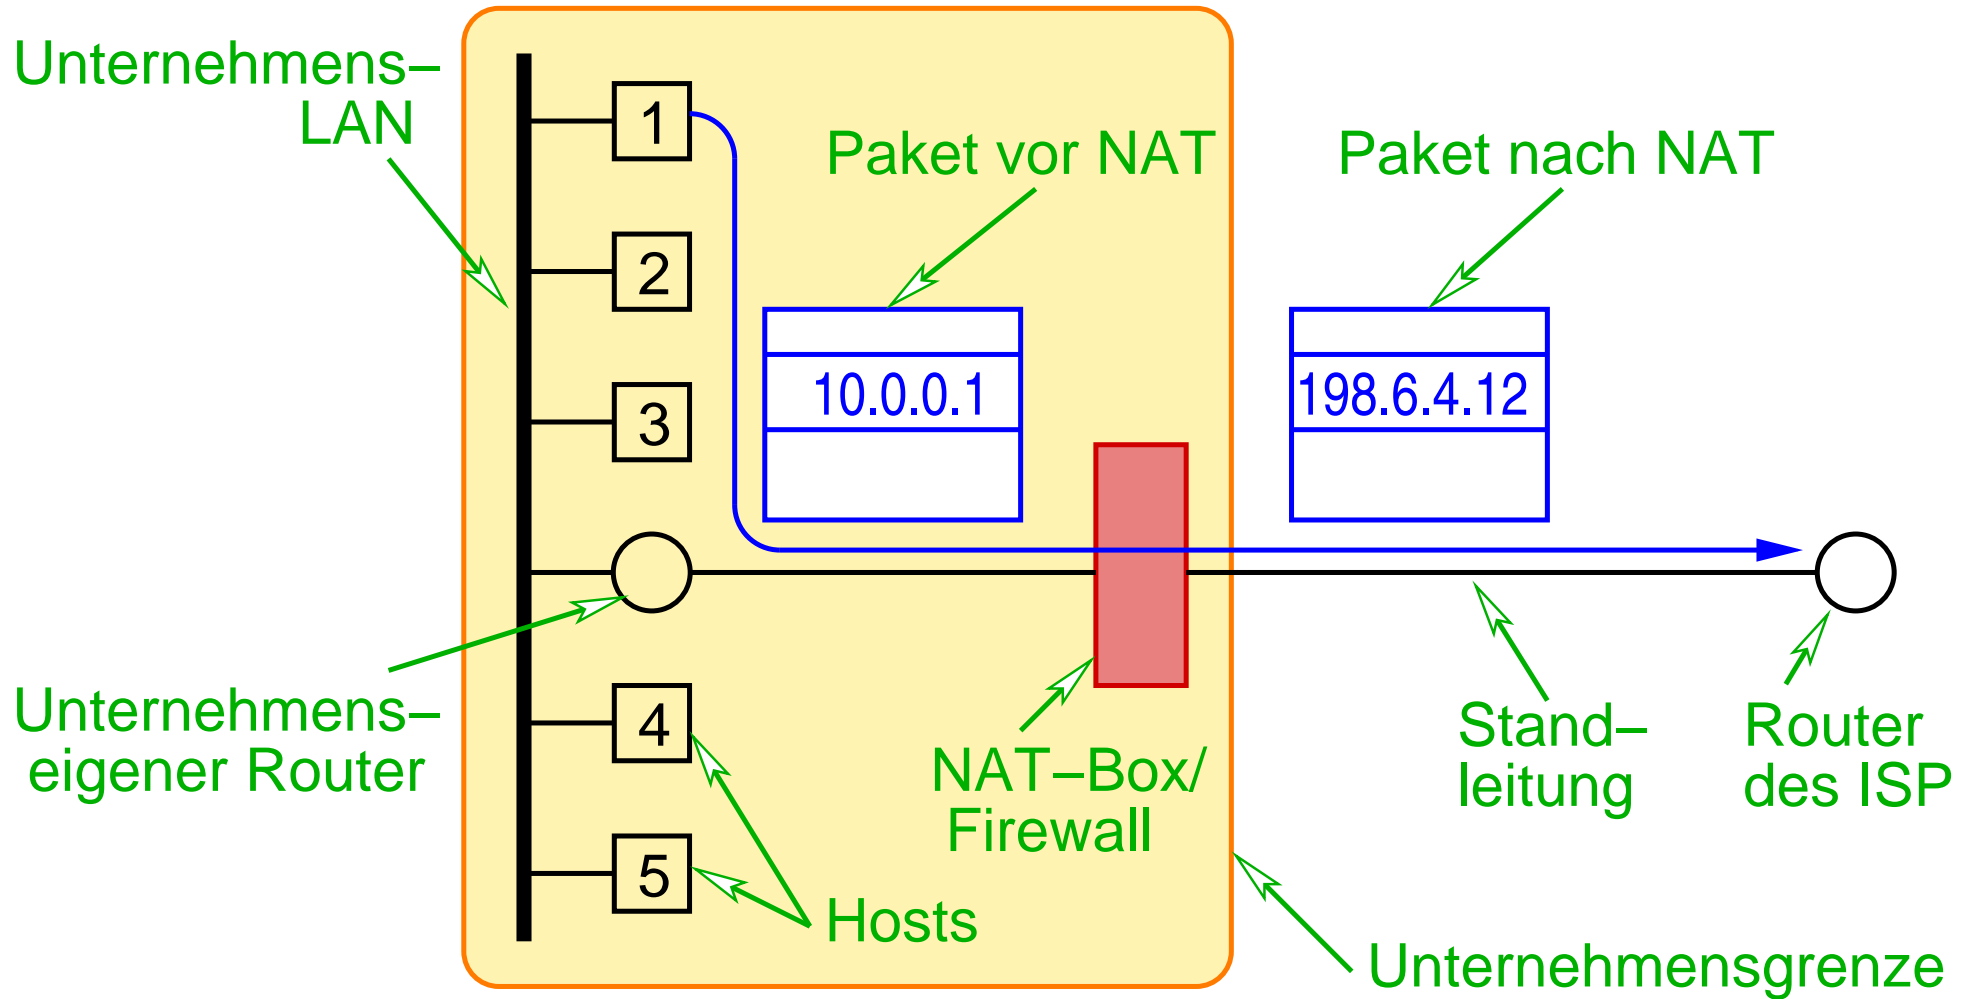 Unternehmens–
LAN
1
2
3
4
5
Paket vor NAT
Paket nach NAT
10.0.0.1
198.6.4.12
Unternehmens–
eigener Router
NAT–Box/
Firewall
Stand–
leitung
Router
des ISP
Hosts
Unternehmensgrenze